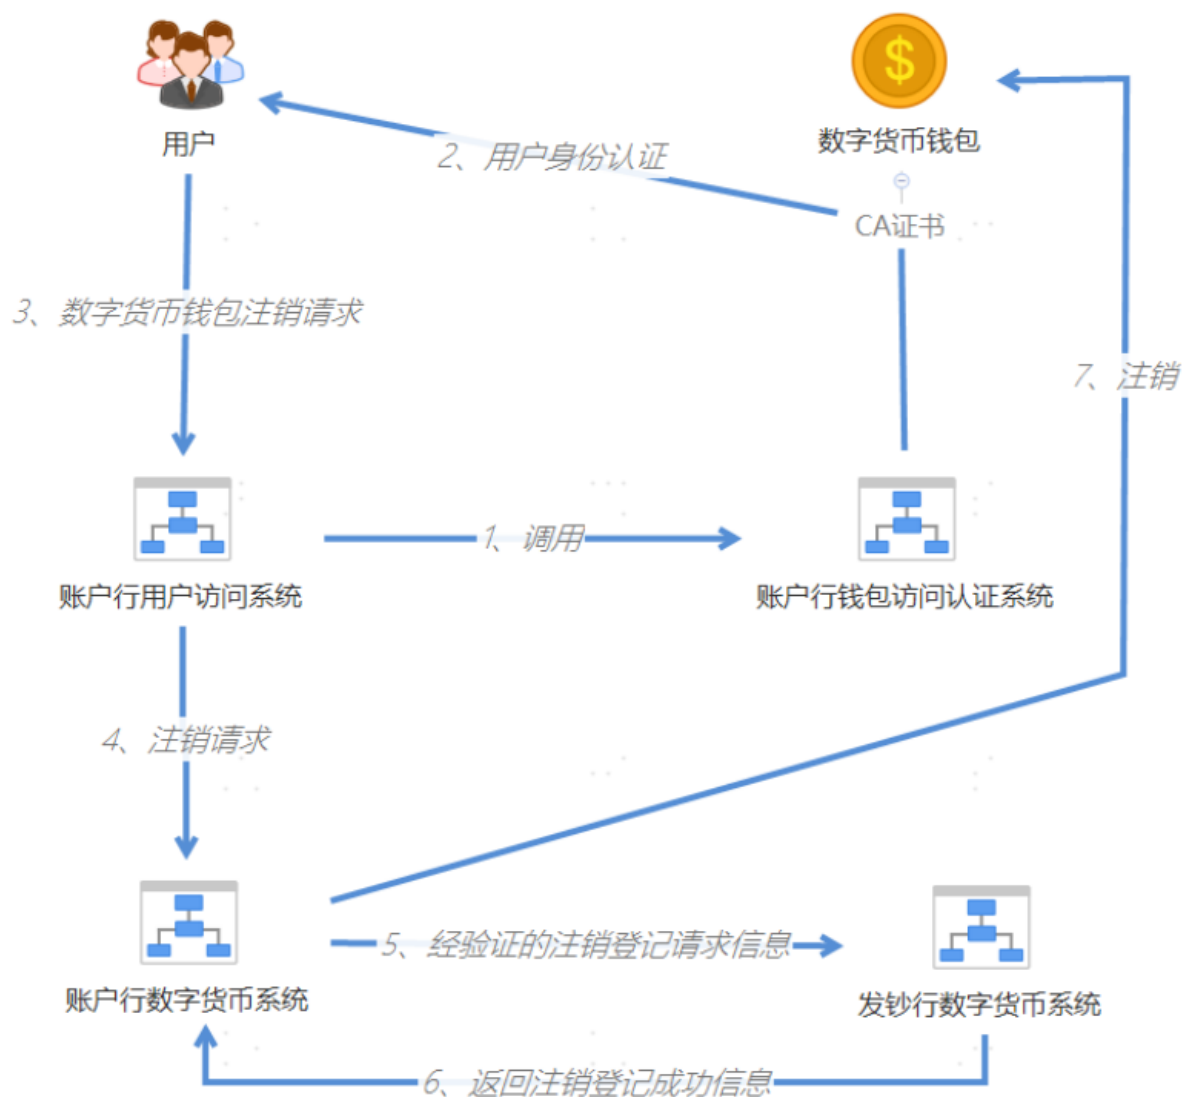 $
用户
数字货币钱包
2、用户身份认证
CA证书
3、数字货币钱包注销请求
7、注销
1、调用
账户行用户访问系统
账户行钱包访问认证系统
4、注销请求
5、经验证的注销登记请求信息
账户行数字货币系统
发钞行数字货币系统
6、返回注销登记成功信息